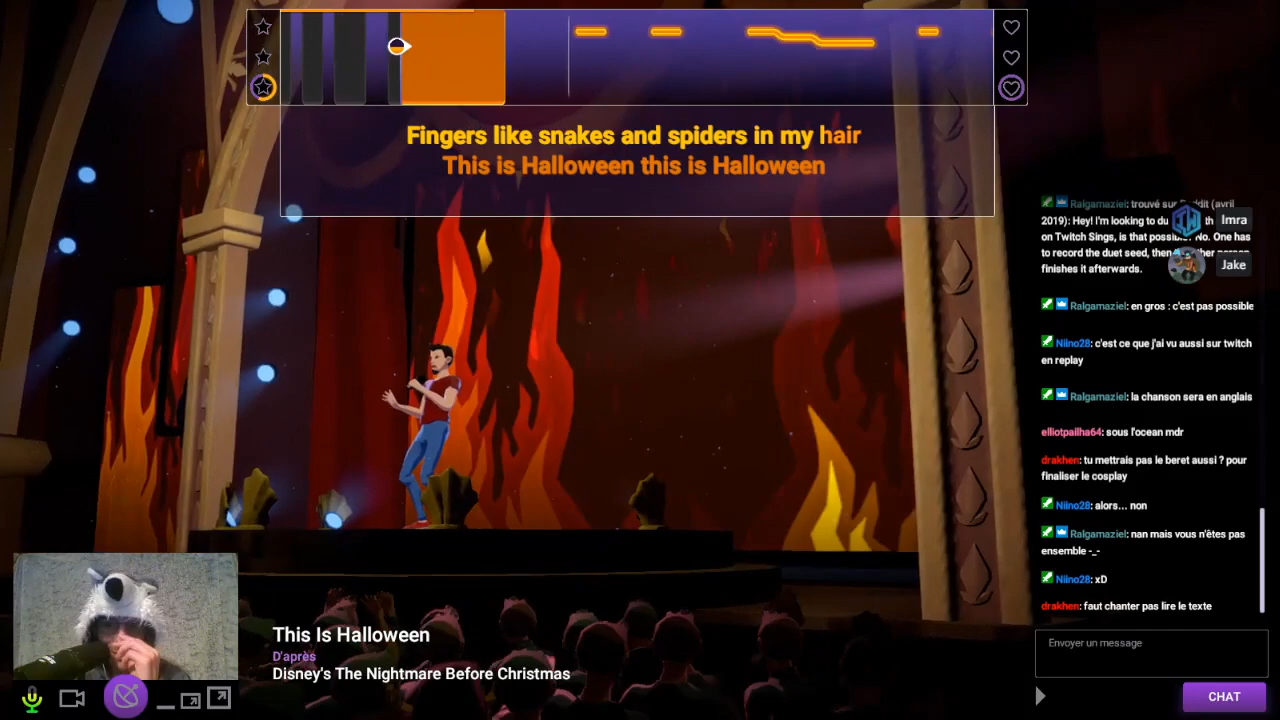 Fingers like snakes and spiders in my hair
This is Halloween this is Halloween
Ralgamaziel: trouvé sur
(avril
2019): Hey! I'm looking to du
on Twitch Sings, is that possib
No. One has
to record the duet seed, then
finishes it afterwards.
Imra
Jake
Ralgamaziel: en gros : c'est pas possible
Niino28: c'est ce que j'ai vu aussi sur twitch
en replay
Ralgamaziel: la chanson sera en anglais
elliotpailha64: sous l'ocean mdr
drakhen: tu mettrais pas le beret aussi ? pour
finaliser le cosplay
Niino28: alors... non
Ralgamaziel: nan mais vous n'êtes pas
ensemble -_-
Niino28: xD
drakhen: faut chanter pas lire le texte
Envoyer un message
CHAT
This Is Halloween
D'après
Disney's The Nightmare Before Christmas